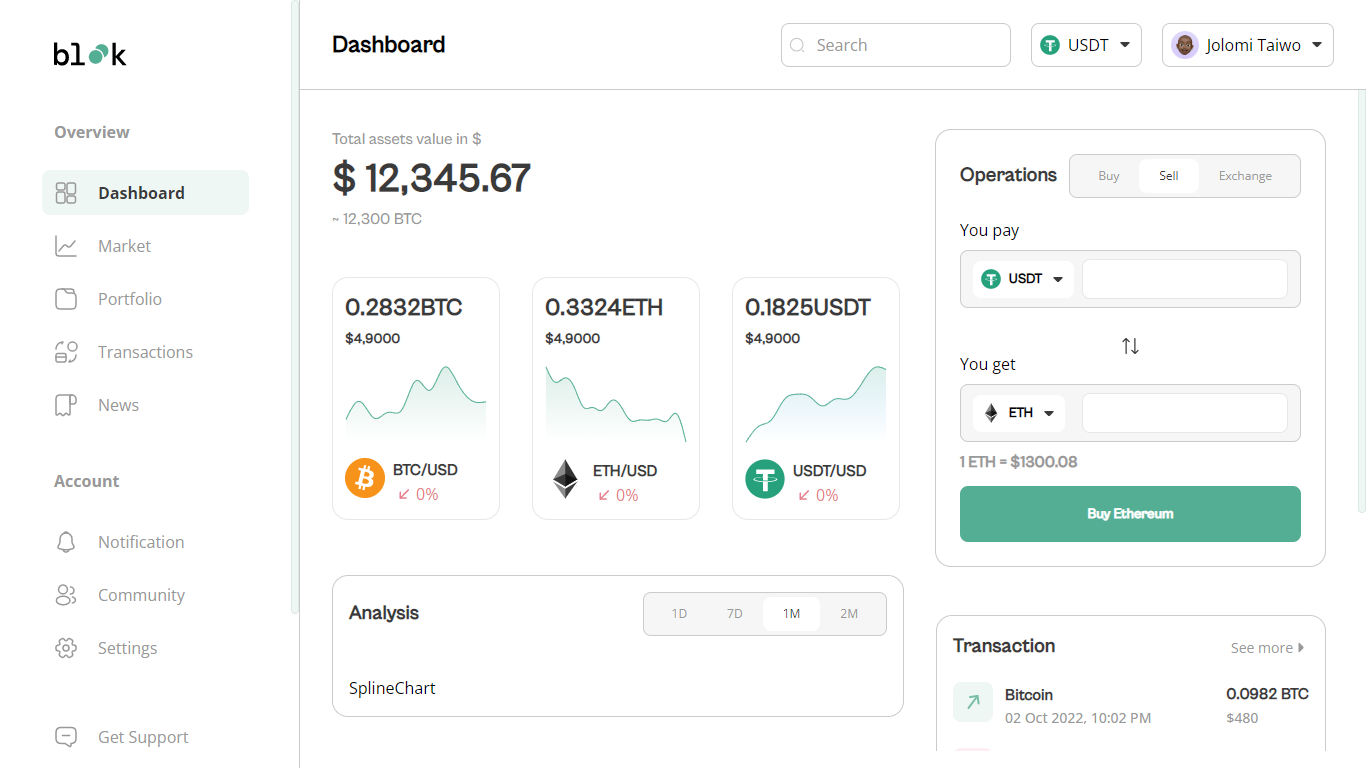 blok
Overview
Dashboard
Market
Portfolio
Transactions
News
Account
Notification
Community
Settings
Get Support
Dashboard
Search
USDT
Jolomi Taiwo
Total assets value in $
$ 12,345.67
~ 12,300 BTC
0.2832BTC
$4,9000
BTC/USD
0%
0.3324ETH
$4,9000
ETH/USD
0%
0.1825USDT
$4,9000
USDT/USD
0%
Analysis
1D 7D 1M 2M
SplineChart
Operations
Buy Sell Exchange
You pay
USDT
You get
ETH
1 ETH = $1300.08
Buy Ethereum
Transaction
See more
Bitcoin 0.0982 BTC
02 Oct 2022, 10:02 PM $480